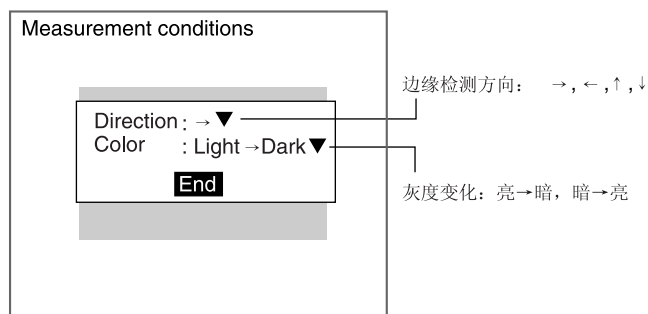 Measurement conditions
边缘检测方向： →,←,↑,↓
Direction : →▼
Color : Light→Dark▼
灰度变化：亮→暗，暗→亮
End